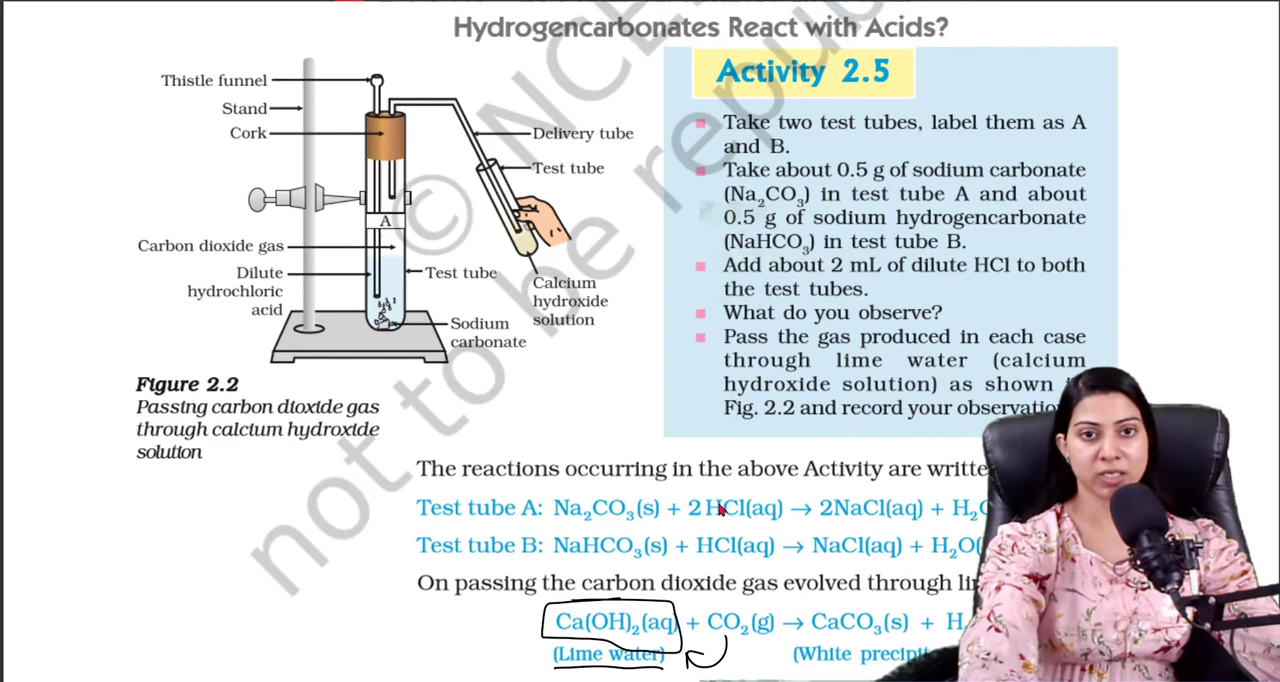 Hydrogencarbonates React with Acids?
Thistle funnel
Stand
Cork
Delivery tube
Test tube
A
Carbon dioxide gas
Dilute
hydrochloric
acid
Test tube
Calcium
hydroxide
solution
Sodium
carbonate
Figure 2.2
Passing carbon dioxide gas
through calcium hydroxide
solution
Activity 2.5
Take two test tubes, label them as A
and B.
Take about 0.5 g of sodium carbonate
(Na₂CO₃) in test tube A and about
0.5 g of sodium hydrogencarbonate
(NaHCO₃) in test tube B.
Add about 2 mL of dilute HCl to both
the test tubes.
What do you observe?
Pass the gas produced in each case
through lime water (calcium
hydroxide solution) as shown
Fig. 2.2 and record your
The reactions occurring in the above Activity are
Test tube A: Na₂CO₃(s) + 2 HCl(aq) → 2NaCl(aq) +
Test tube B: NaHCO₃(s) + HCl(aq) → NaCl(aq) + H₂O(
On passing the carbon dioxide gas evolved through
Ca(OH)₂(aq) + CO₂(g) → CaCO₃(s) +
(Lime water) (White
© NCE
not to be repu